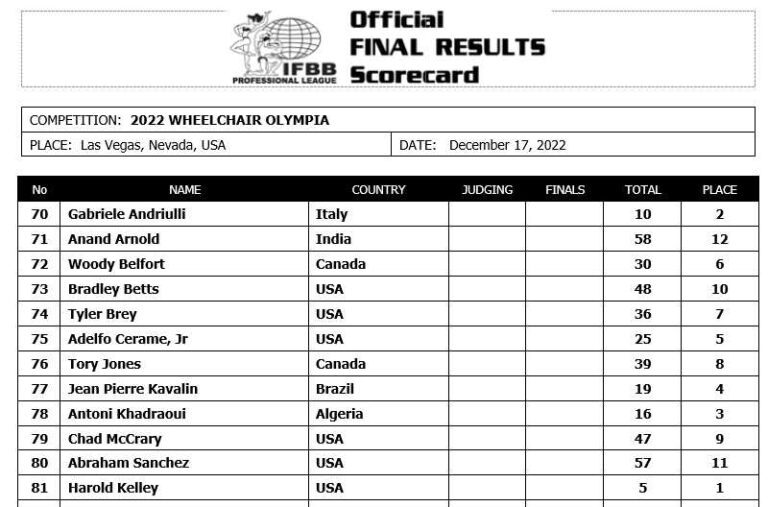 Official
FINAL RESULTS
Scorecard
IFBB
PROFESSIONAL LEAGUE
COMPETITION: 2022 WHEELCHAIR OLYMPIA
PLACE: Las Vegas, Nevada, USA DATE: December 17, 2022
No NAME COUNTRY JUDGING FINALS TOTAL PLACE
70 Gabriele Andriulli Italy 10 2
71 Anand Arnold India 58 12
72 Woody Belfort Canada 30 6
73 Bradley Betts USA 48 10
74 Tyler Brey USA 36 7
75 Adelfo Cerame, Jr USA 25 5
76 Tory Jones Canada 39 8
77 Jean Pierre Kavalin Brazil 19 4
78 Antoni Khadraoui Algeria 16 3
79 Chad McCrary USA 47 9
80 Abraham Sanchez USA 57 11
81 Harold Kelley USA 5 1